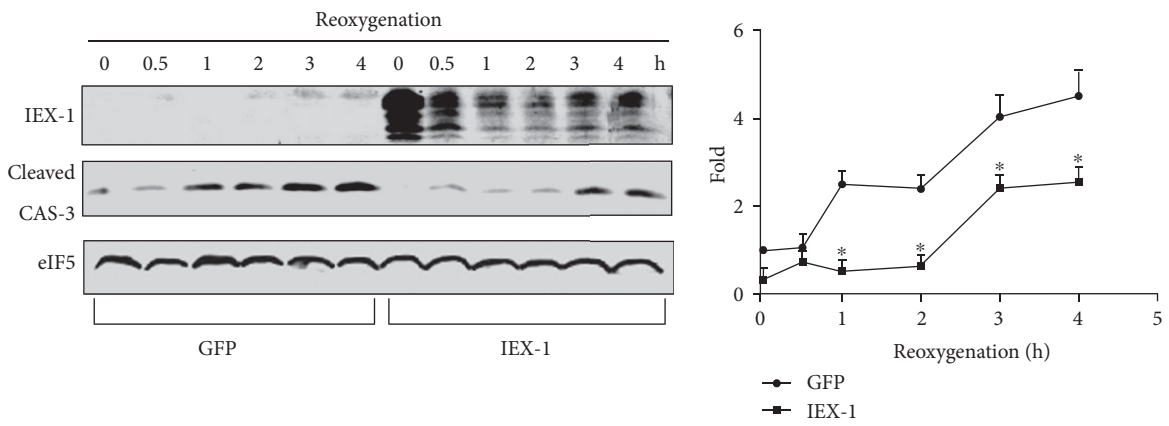 Reoxygenation
0 0.5 1 2 3 4 0 0.5 1 2 3 4 h
IEX-1
Cleaved
CAS-3
eIF5
GFP IEX-1
6
4
2
0
Fold
* * * *
0 1 2 3 4 5
Reoxygenation (h)
GFP
IEX-1